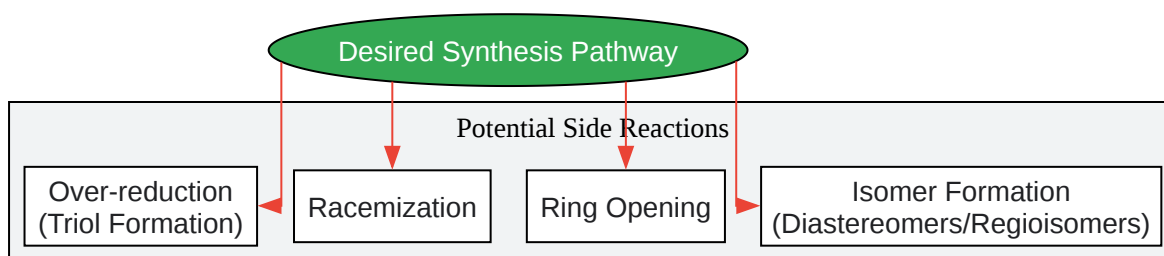 Desired Synthesis Pathway
Potential Side Reactions
Over-reduction
(Triol Formation)
Racemization
Ring Opening
Isomer Formation
(Diastereomers/Regioisomers)